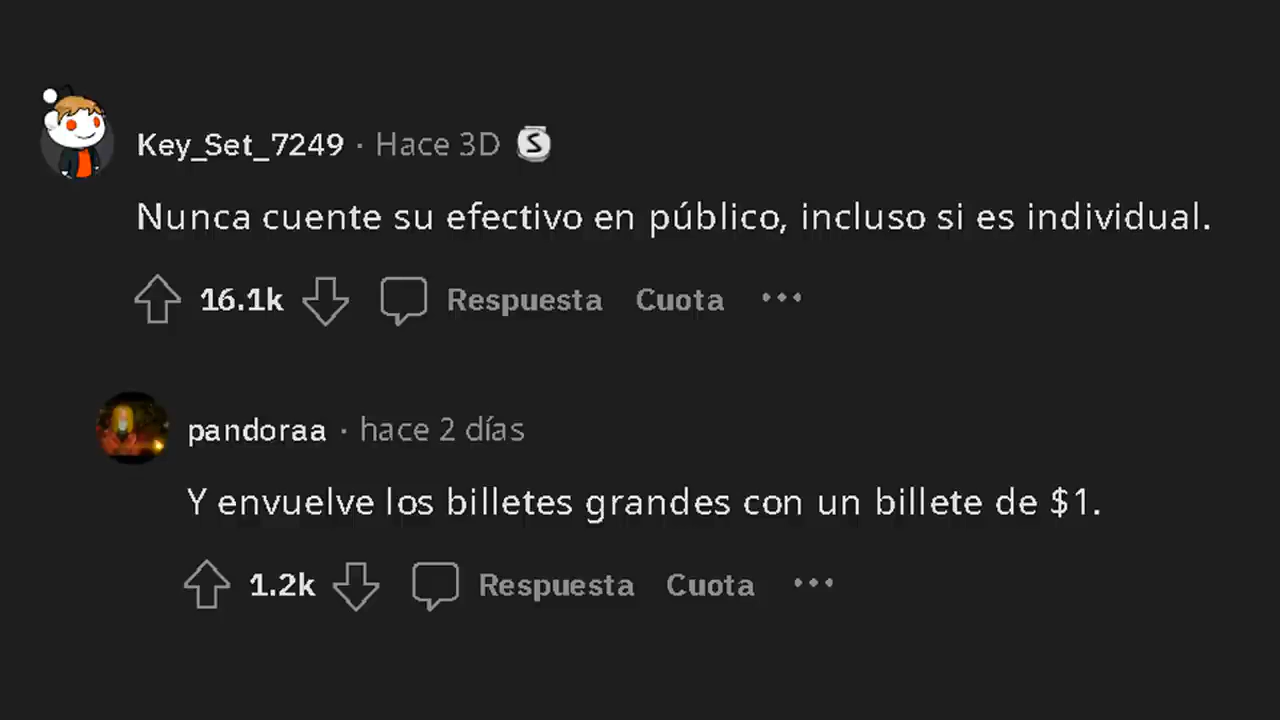 Key_Set_7249 · Hace 3D
Nunca cuente su efectivo en público, incluso si es individual.
16.1k Respuesta Cuota ...
pandoraa · hace 2 días
Y envuelve los billetes grandes con un billete de $1.
1.2k Respuesta Cuota ...